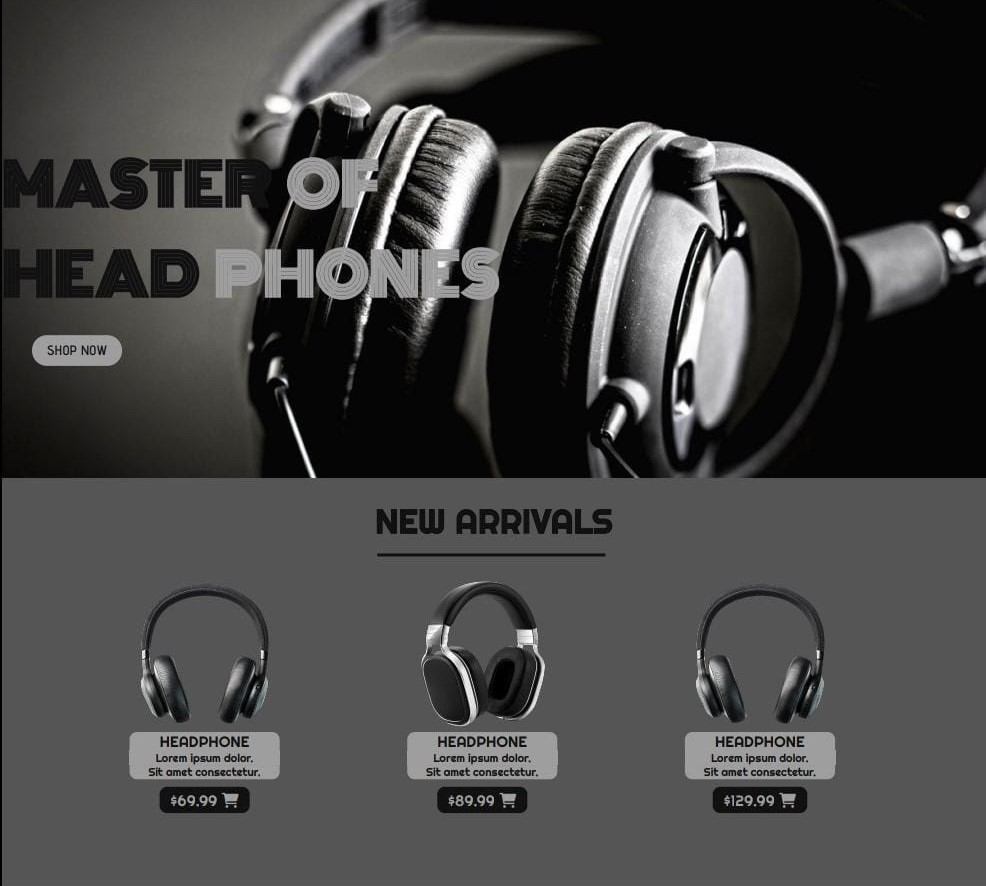 MASTER OF
HEAD PHONES
SHOP NOW
NEW ARRIVALS
HEADPHONE
Lorem ipsum dolor.
Sit amet consectetur.
$69.99
HEADPHONE
Lorem ipsum dolor.
Sit amet consectetur.
$89.99
HEADPHONE
Lorem ipsum dolor.
Sit amet consectetur.
$129.99